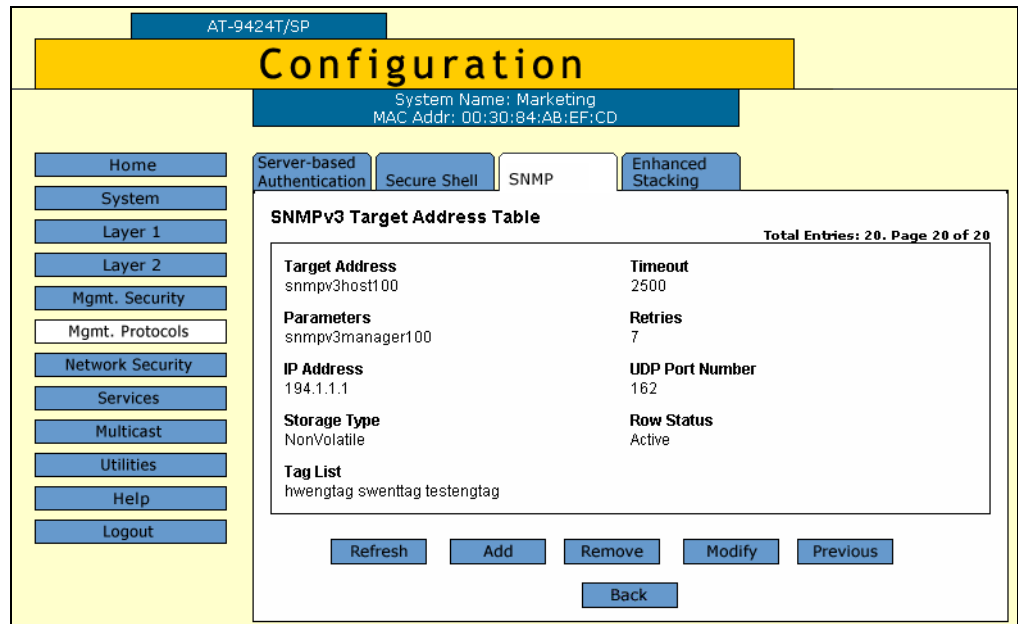 AT-9424T/SP
Configuration
System Name: Marketing
MAC Addr: 00:30:84:AB:EF:CD
Home
System
Layer 1
Layer 2
Mgmt. Security
Mgmt. Protocols
Network Security
Services
Multicast
Utilities
Help
Logout
Server-based
Authentication
Secure Shell
SNMP
Enhanced
Stacking
SNMPv3 Target Address Table
Total Entries: 20. Page 20 of 20
Target Address
snmpv3host100
Timeout
2500
Parameters
snmpv3manager100
Retries
7
IP Address
194.1.1.1
UDP Port Number
162
Storage Type
NonVolatile
Row Status
Active
Tag List
hwengtag swenttag testengtag
Refresh
Add
Remove
Modify
Previous
Back